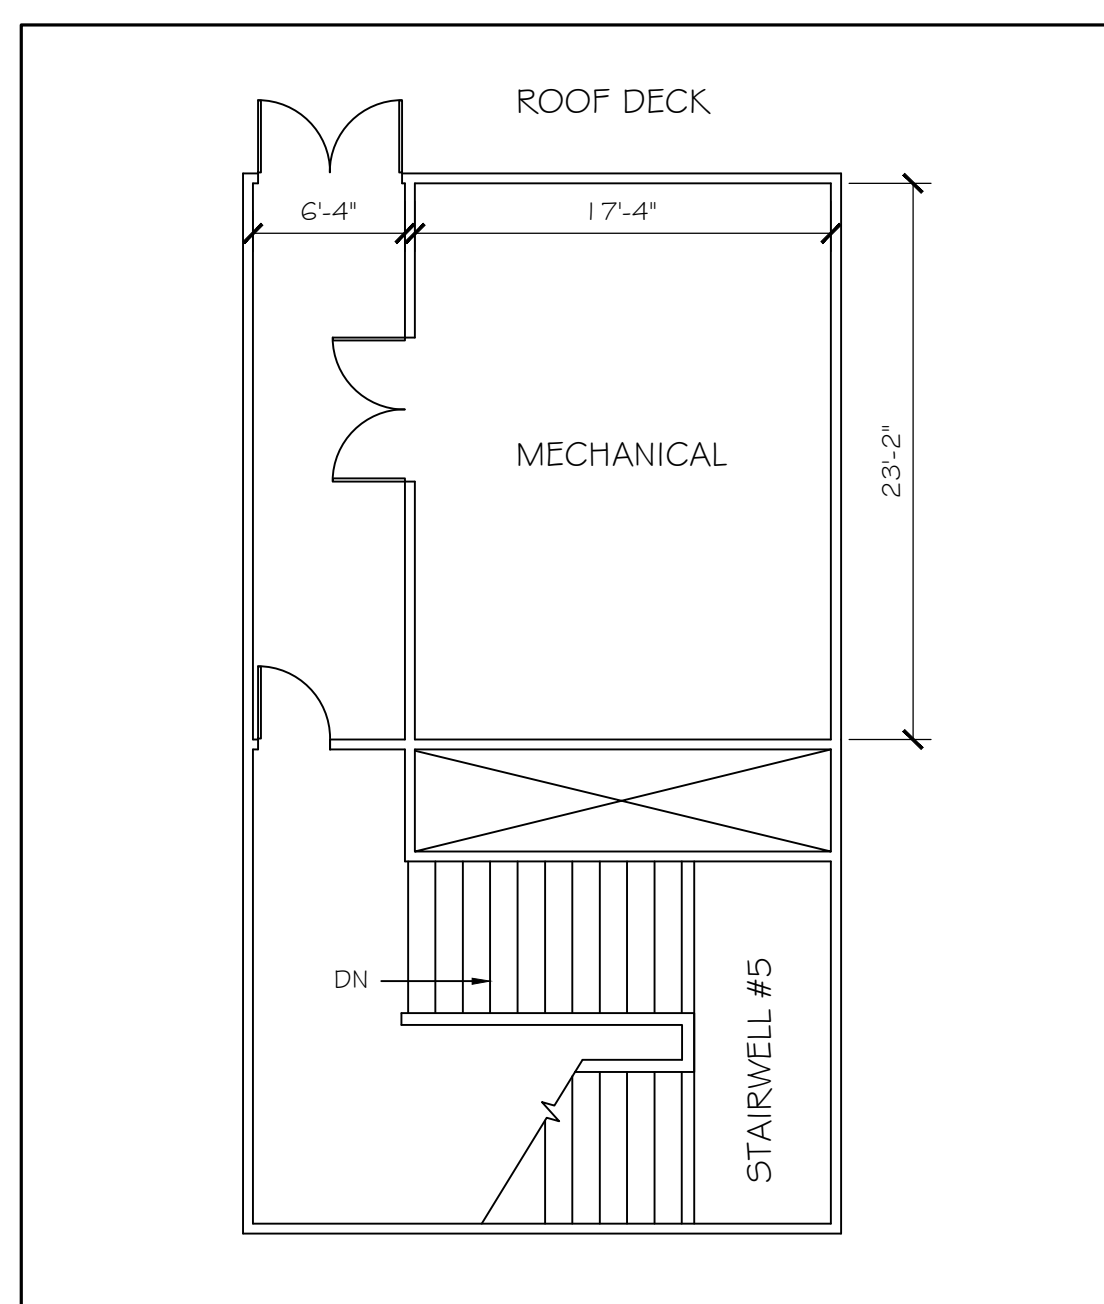 ROOF DECK
6'-4"
17'-4"
23'-2"
MECHANICAL
DN
STAIRWELL #5